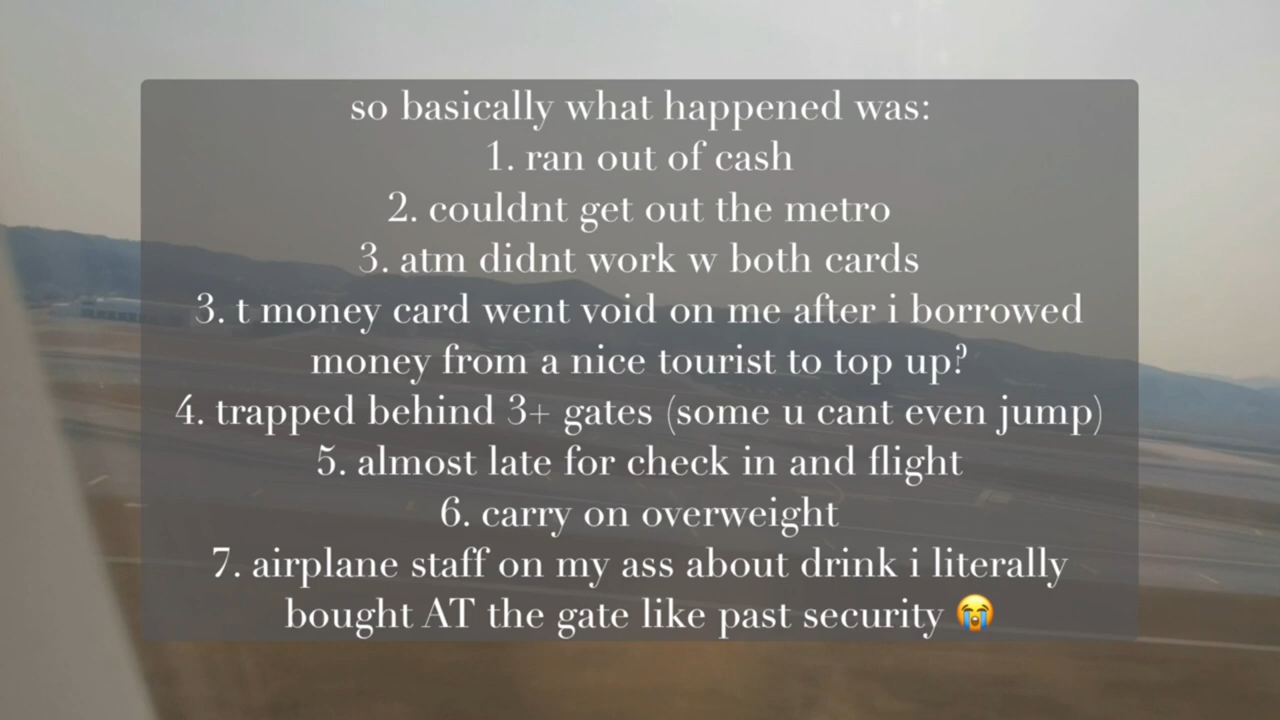 so basically what happened was:
1. ran out of cash
2. couldnt get out the metro
3. atm didnt work w both cards
3. t money card went void on me after i borrowed
money from a nice tourist to top up?
4. trapped behind 3+ gates (some u cant even jump)
5. almost late for check in and flight
6. carry on overweight
7. airplane staff on my ass about drink i literally
bought AT the gate like past security 😭